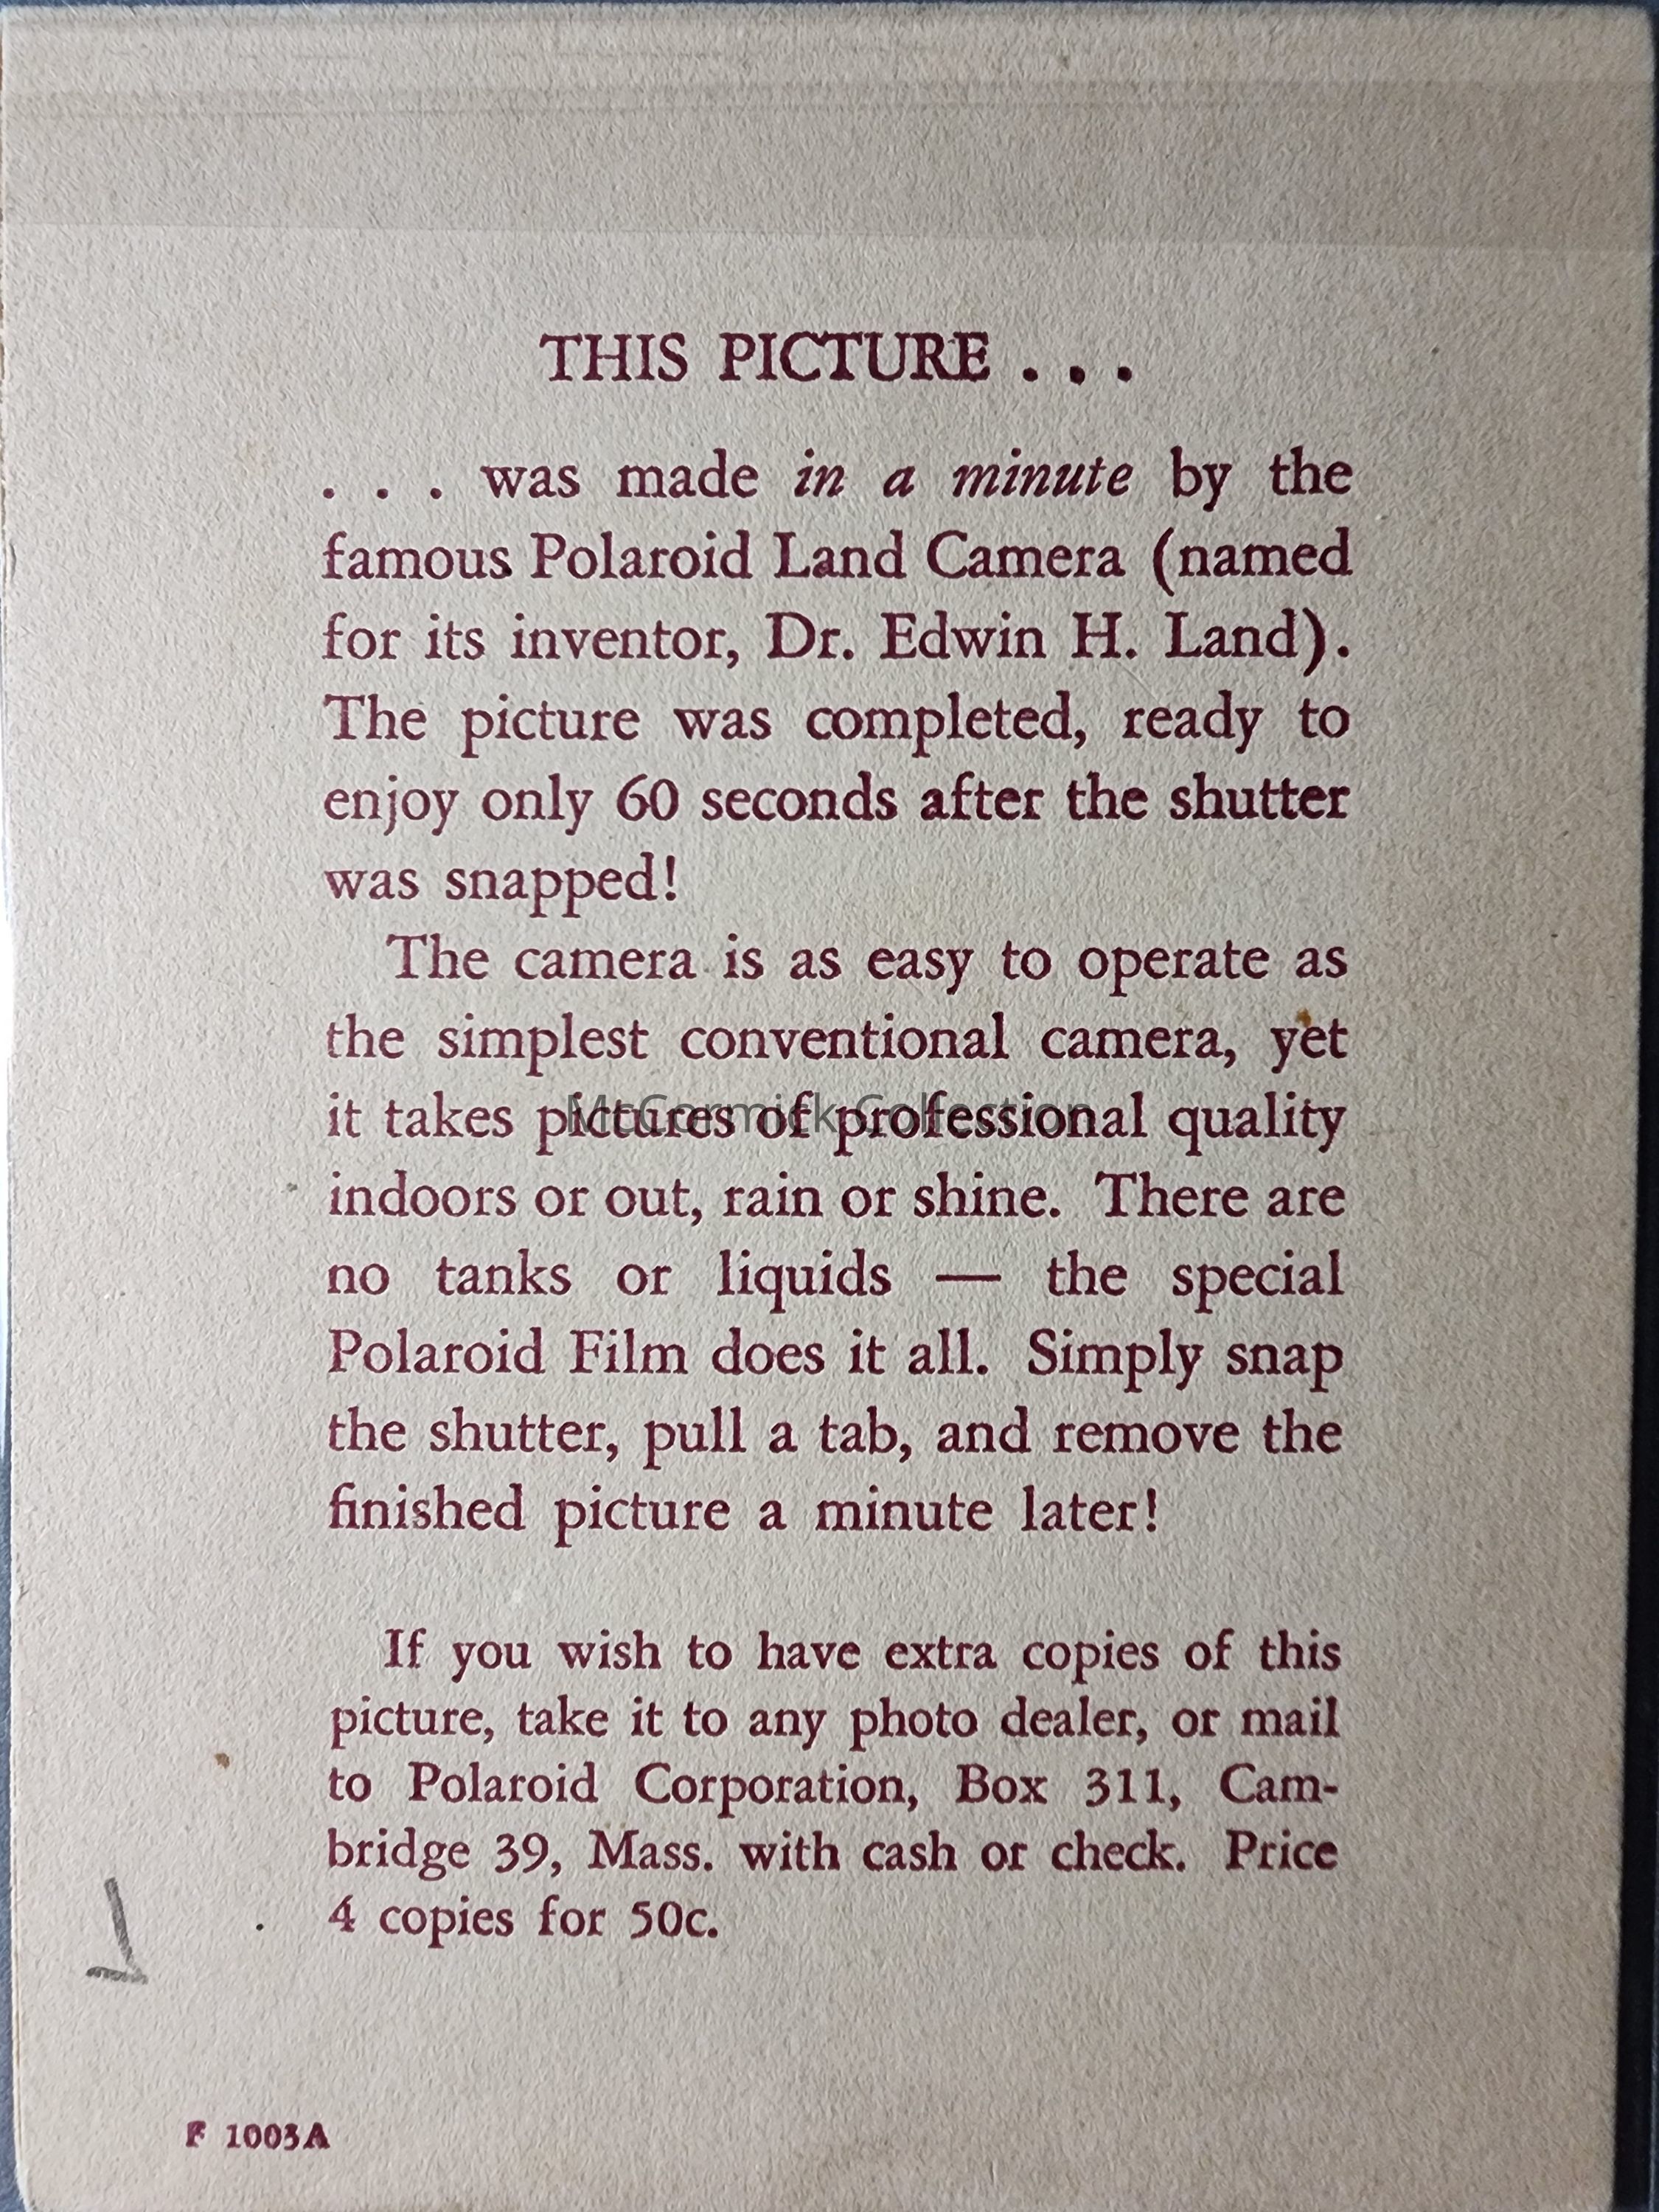 THIS PICTURE . . .
. . . was made in a minute by the
famous Polaroid Land Camera (named
for its inventor, Dr. Edwin H. Land).
The picture was completed, ready to
enjoy only 60 seconds after the shutter
was snapped!
The camera is as easy to operate as
the simplest conventional camera, yet
it takes pictures of professional quality
McCormick Collection
indoors or out, rain or shine. There are
no tanks or liquids — the special
Polaroid Film does it all. Simply snap
the shutter, pull a tab, and remove the
finished picture a minute later!
If you wish to have extra copies of this
picture, take it to any photo dealer, or mail
to Polaroid Corporation, Box 311, Cam-
bridge 39, Mass. with cash or check. Price
4 copies for 50c.
1
F 1003A